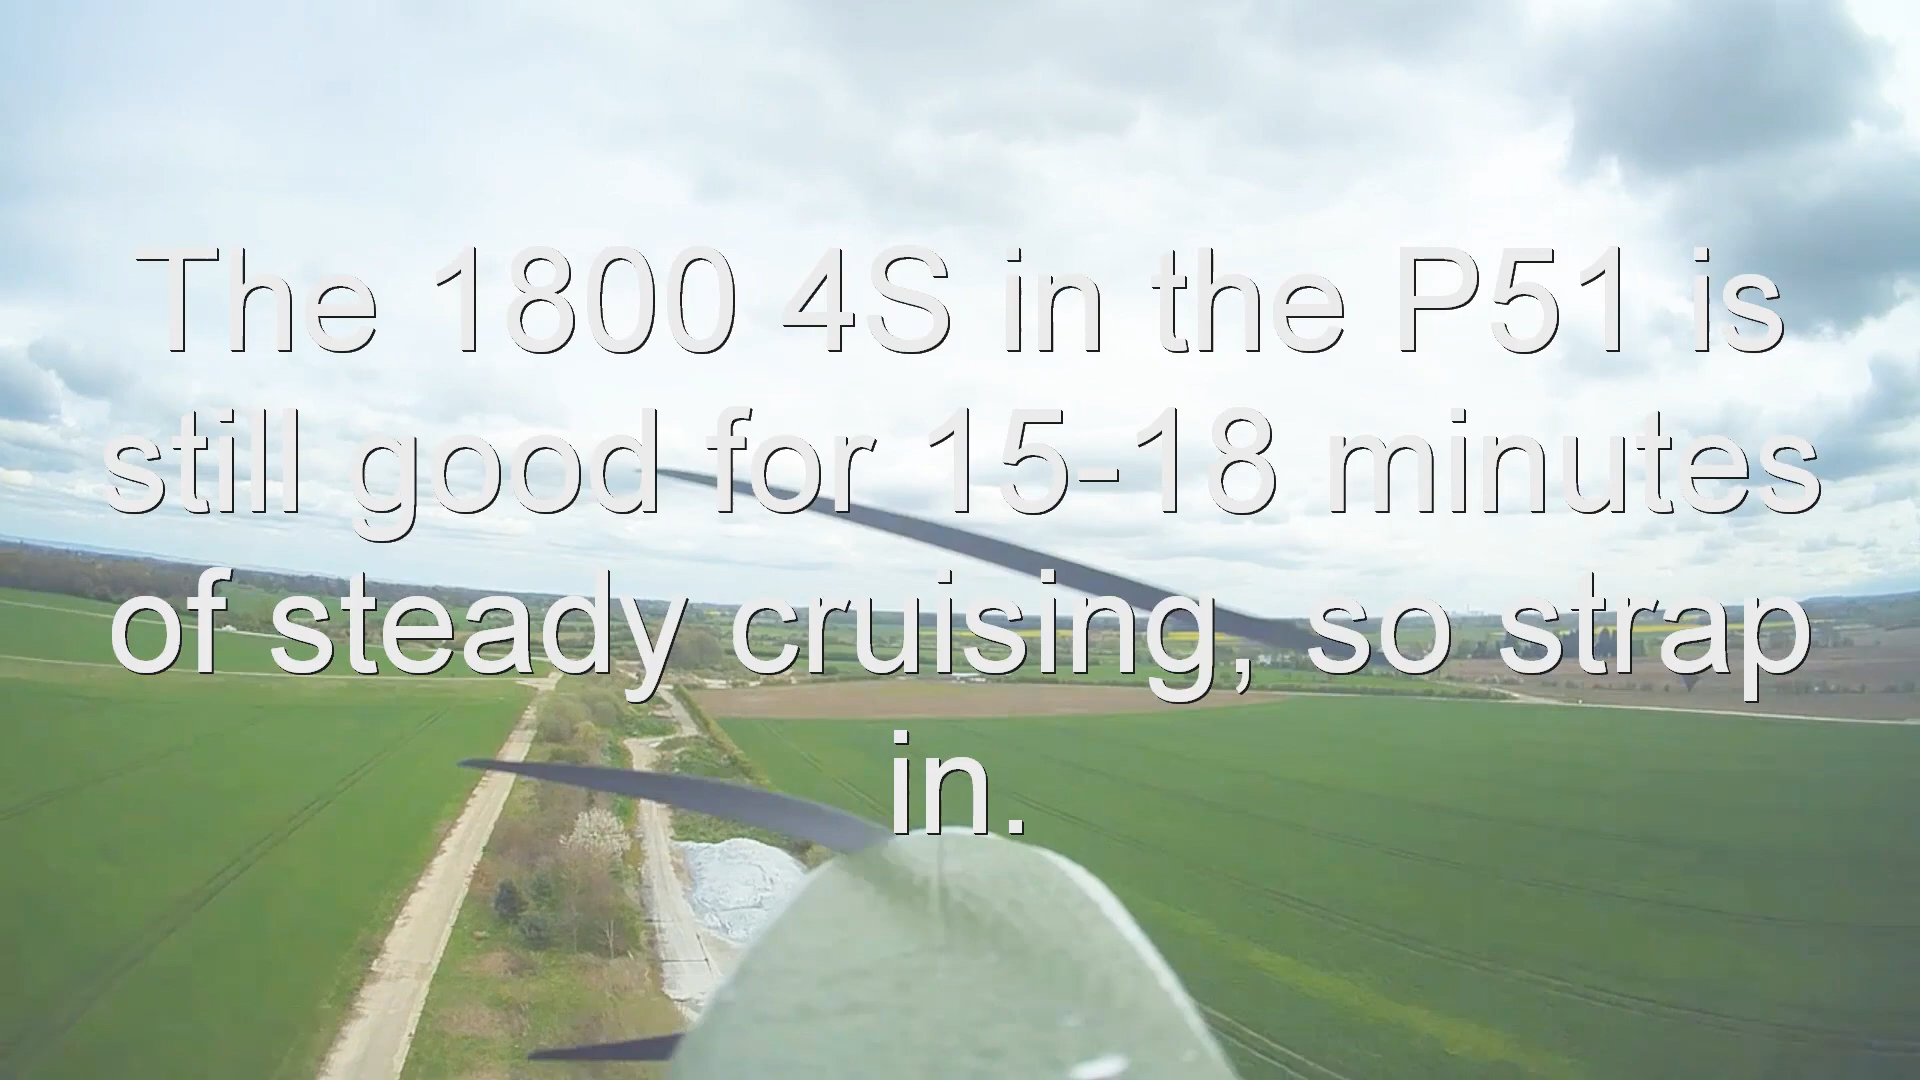 The 1800 4S in the P51 is
still good for 15-18 minutes
of steady cruising, so strap
in.